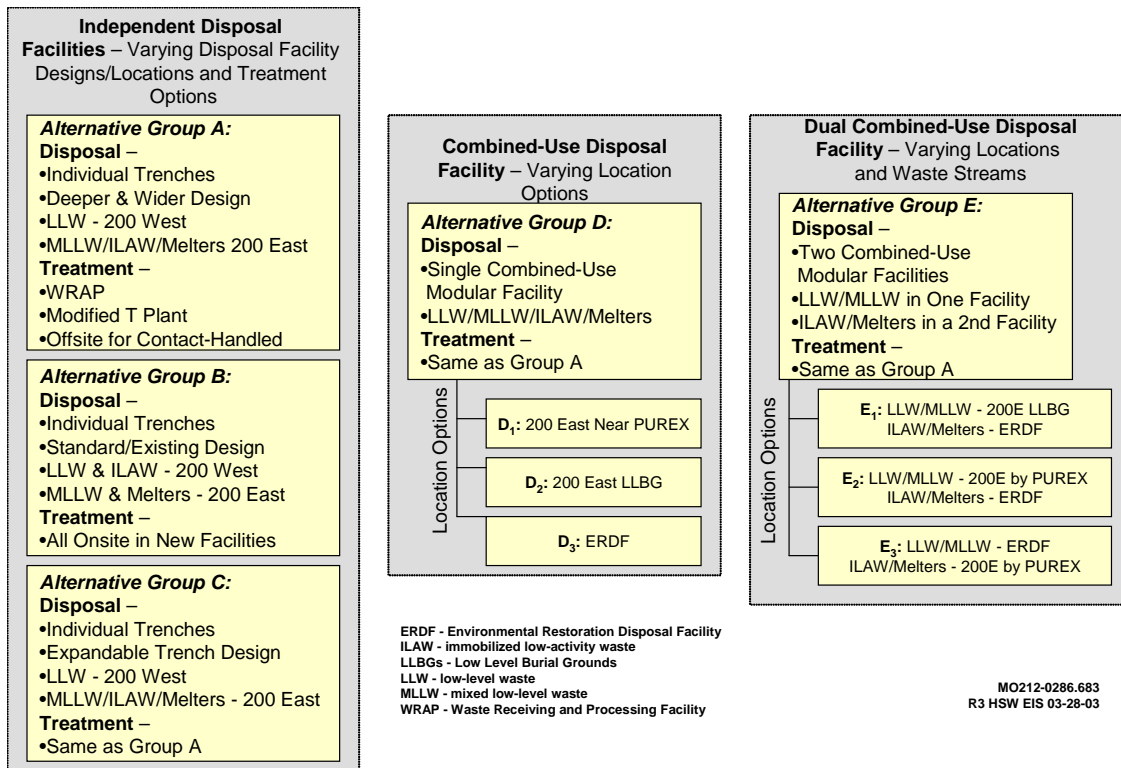 Independent Disposal
Facilities – Varying Disposal Facility
Designs/Locations and Treatment
Options
Alternative Group A:
Disposal –
•Individual Trenches
•Deeper & Wider Design
•LLW - 200 West
•MLLW/ILAW/Melters 200 East
Treatment –
•WRAP
•Modified T Plant
•Offsite for Contact-Handled
Alternative Group B:
Disposal –
•Individual Trenches
•Standard/Existing Design
•LLW & ILAW - 200 West
•MLLW & Melters - 200 East
Treatment –
•All Onsite in New Facilities
Alternative Group C:
Disposal –
•Individual Trenches
•Expandable Trench Design
•LLW - 200 West
•MLLW/ILAW/Melters - 200 East
Treatment –
•Same as Group A
Combined-Use Disposal
Facility – Varying Location
Options
Alternative Group D:
Disposal –
•Single Combined-Use
Modular Facility
•LLW/MLLW/ILAW/Melters
Treatment –
•Same as Group A
Location Options
D1: 200 East Near PUREX
D2: 200 East LLBG
D3: ERDF
Dual Combined-Use Disposal
Facility – Varying Locations
and Waste Streams
Alternative Group E:
Disposal –
•Two Combined-Use
Modular Facilities
•LLW/MLLW in One Facility
•ILAW/Melters in a 2nd Facility
Treatment –
•Same as Group A
Location Options
E1: LLW/MLLW - 200E LLBG
ILAW/Melters - ERDF
E2: LLW/MLLW - 200E by PUREX
ILAW/Melters - ERDF
E3: LLW/MLLW - ERDF
ILAW/Melters - 200E by PUREX
ERDF - Environmental Restoration Disposal Facility
ILAW - immobilized low-activity waste
LLBGs - Low Level Burial Grounds
LLW - low-level waste
MLLW - mixed low-level waste
WRAP - Waste Receiving and Processing Facility
MO212-0286.683
R3 HSW EIS 03-28-03